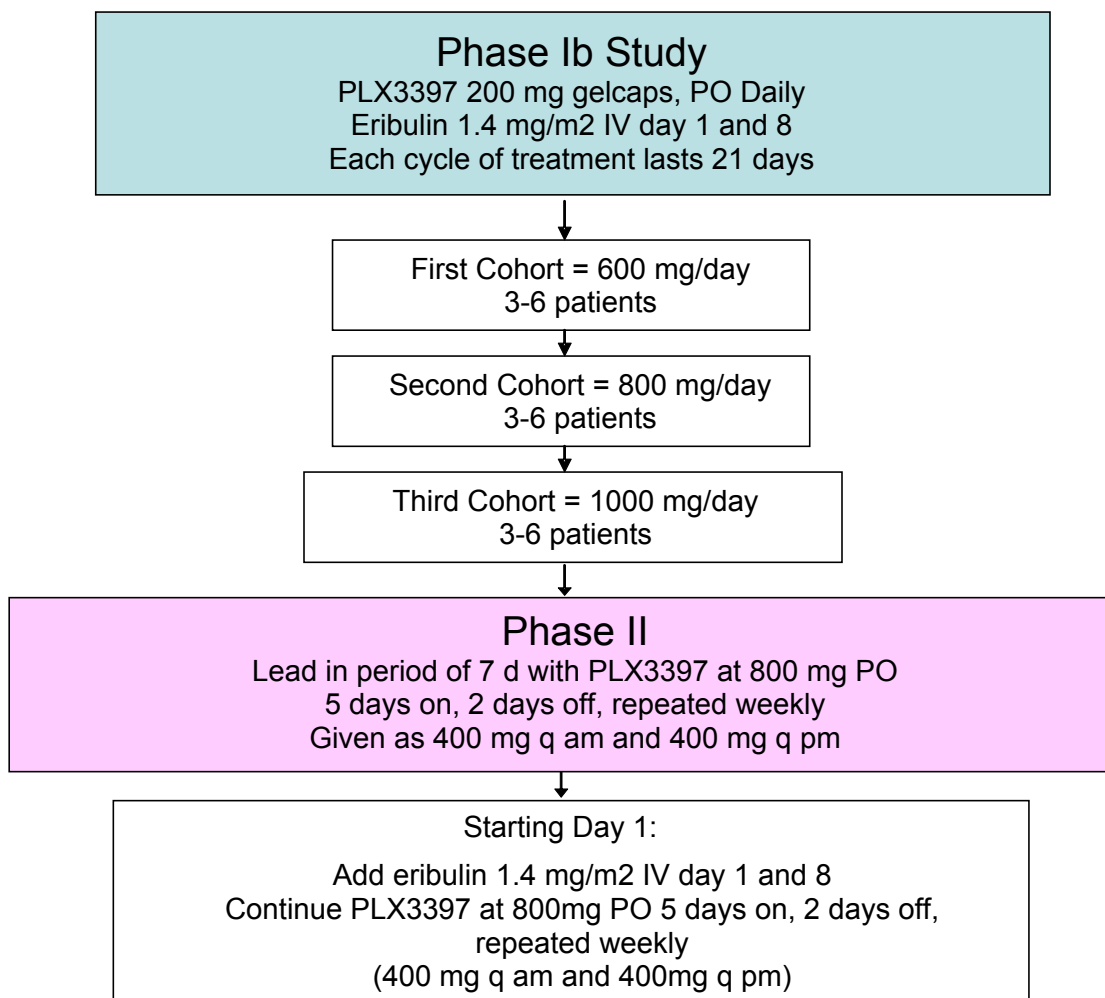 Phase Ib Study
PLX3397 200 mg gelcaps, PO Daily
Eribulin 1.4 mg/m2 IV day 1 and 8
Each cycle of treatment lasts 21 days
First Cohort = 600 mg/day
3-6 patients
Second Cohort = 800 mg/day
3-6 patients
Third Cohort = 1000 mg/day
3-6 patients
Phase II
Lead in period of 7 d with PLX3397 at 800 mg PO
5 days on, 2 days off, repeated weekly
Given as 400 mg q am and 400 mg q pm
Starting Day 1:
Add eribulin 1.4 mg/m2 IV day 1 and 8
Continue PLX3397 at 800mg PO 5 days on, 2 days off,
repeated weekly
(400 mg q am and 400mg q pm)